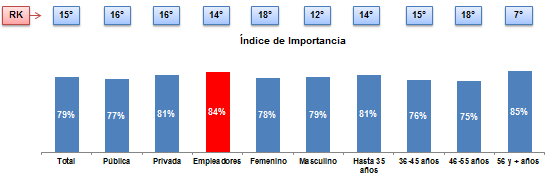 RK 15° 16° 16° 14° 18° 12° 14° 15° 18° 7°
Índice de Importancia
79% 77% 81% 84% 78% 79% 81% 76% 75% 85%
Total Pública Privada Empleadores Femenino Masculino Hasta 35 años 36-45 años 46-55 años 56 y + años